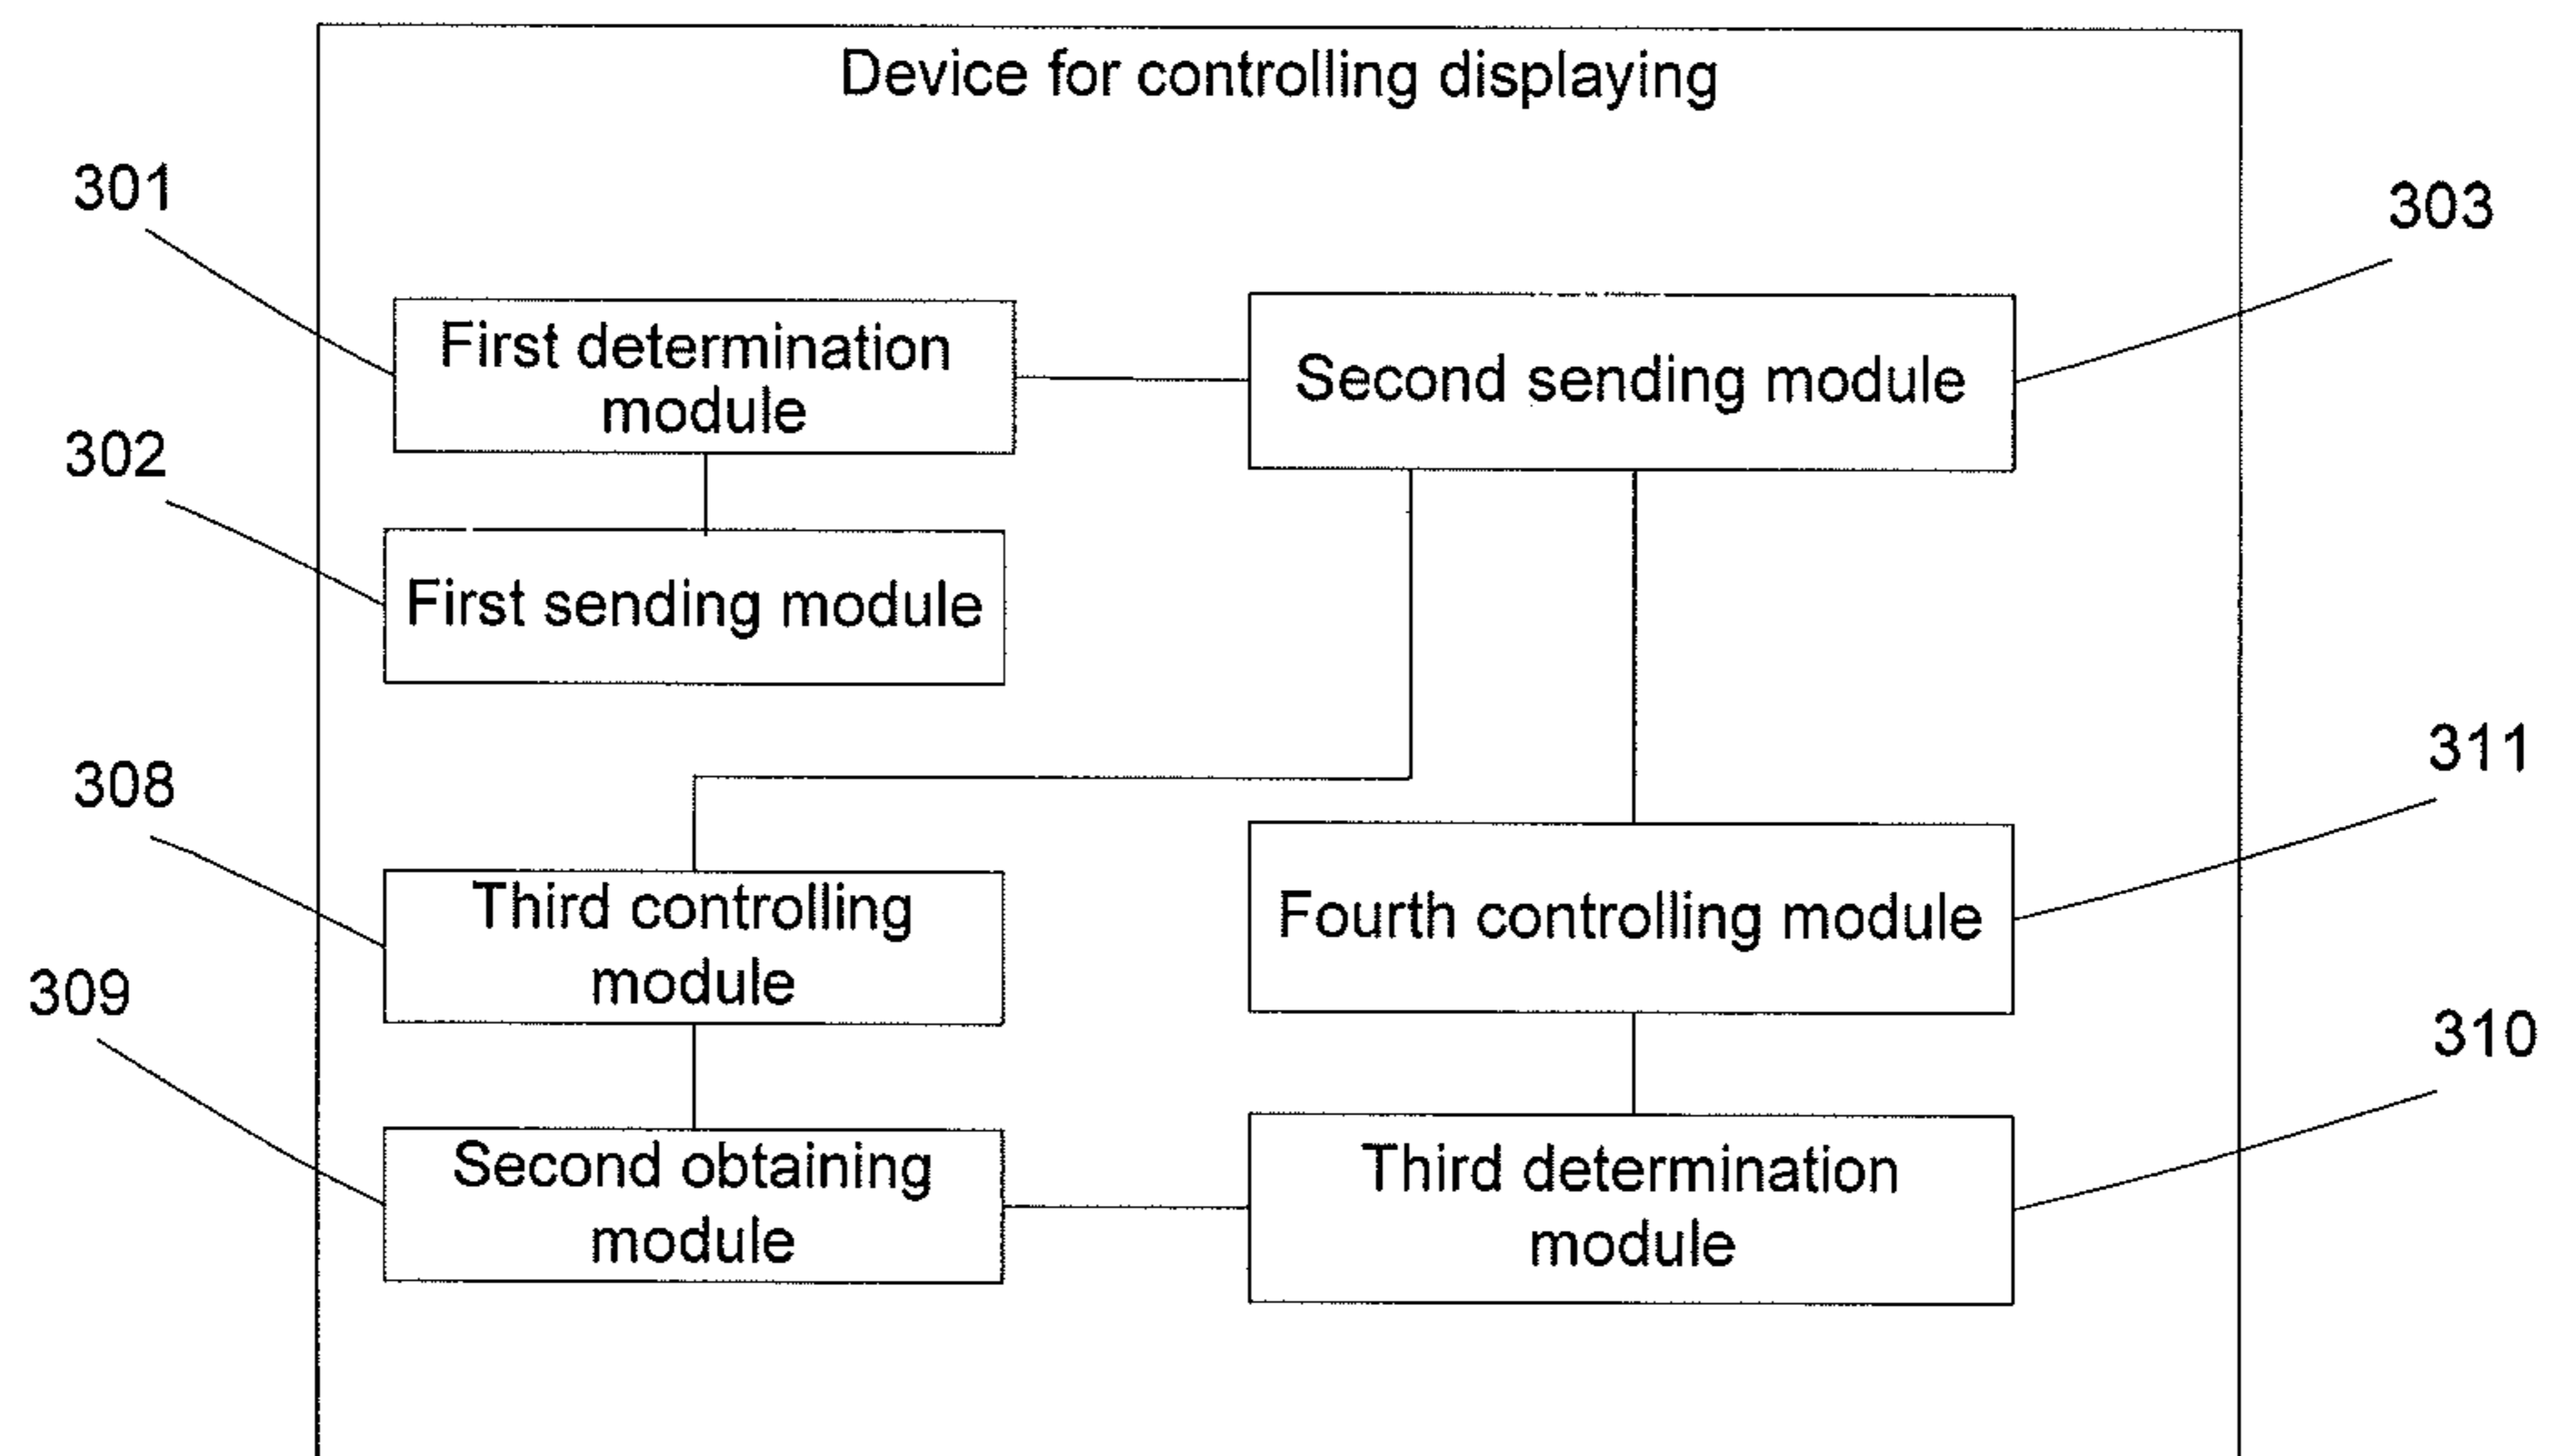 Device for controlling displaying
301
303
First determination
module
Second sending module
302
First sending module
311
308
Third controlling
module
Fourth controlling module
309
310
Second obtaining
module
Third determination
module